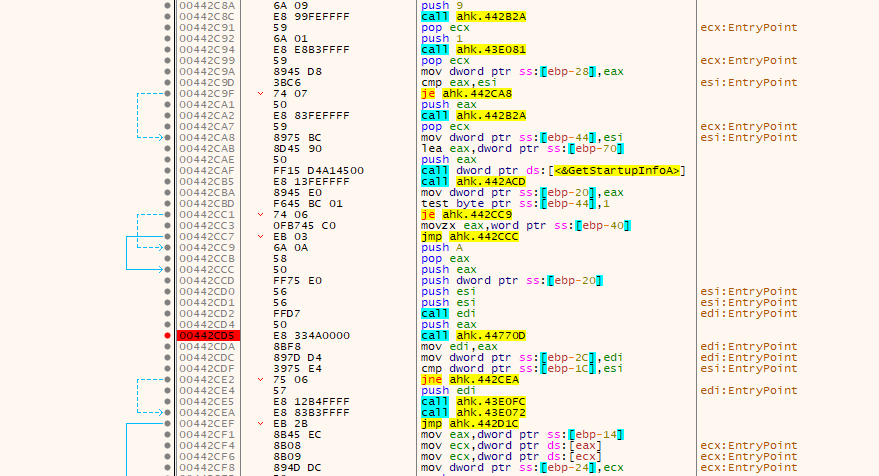 00442C8A 6A 09 push 9
00442C8C E8 99FEFFFF call ahk.442B2A
00442C91 59 pop ecx ecx:EntryPoint
00442C92 6A 01 push 1
00442C94 E8 E8B3FFFF call ahk.43E081
00442C99 59 pop ecx ecx:EntryPoint
00442C9A 8945 D8 mov dword ptr ss:[ebp-28],eax
00442C9D 3BC6 cmp eax,esi esi:EntryPoint
00442C9F 74 07 je ahk.442CA8
00442CA1 50 push eax
00442CA2 E8 83FEFFFF call ahk.442B2A
00442CA7 59 pop ecx ecx:EntryPoint
00442CA8 8975 BC mov dword ptr ss:[ebp-44],esi esi:EntryPoint
00442CAB 8D45 90 lea eax,dword ptr ss:[ebp-70]
00442CAE 50 push eax
00442CAF FF15 D4A14500 call dword ptr ds:[<&GetStartupInfoA>]
00442CB5 E8 13FEFFFF call ahk.442ACD
00442CBA 8945 E0 mov dword ptr ss:[ebp-20],eax
00442CBD F645 BC 01 test byte ptr ss:[ebp-44],1
00442CC1 74 06 je ahk.442CC9
00442CC3 0FB745 C0 movzx eax,word ptr ss:[ebp-40]
00442CC7 EB 03 jmp ahk.442CCC
00442CC9 6A 0A push A
00442CCB 58 pop eax
00442CCC 50 push eax
00442CCD FF75 E0 push dword ptr ss:[ebp-20]
00442CD0 56 push esi esi:EntryPoint
00442CD1 56 push esi esi:EntryPoint
00442CD2 FFD7 call edi edi:EntryPoint
00442CD4 50 push eax
00442CD5 E8 334A0000 call ahk.44770D
00442CDA 8BF8 mov edi,eax edi:EntryPoint
00442CDC 897D D4 mov dword ptr ss:[ebp-2C],edi edi:EntryPoint
00442CDF 3975 E4 cmp dword ptr ss:[ebp-1C],esi esi:EntryPoint
00442CE2 75 06 jne ahk.442CEA
00442CE4 57 push edi edi:EntryPoint
00442CE5 E8 12B4FFFF call ahk.43E0FC
00442CEA E8 83B3FFFF call ahk.43E072
00442CEF EB 2B jmp ahk.442D1C
00442CF1 8B45 EC mov eax,dword ptr ss:[ebp-14]
00442CF4 8B08 mov ecx,dword ptr ds:[eax] ecx:EntryPoint
00442CF6 8B09 mov ecx,dword ptr ds:[ecx] ecx:EntryPoint
00442CF8 894D DC mov dword ptr ss:[ebp-24],ecx ecx:EntryPoint